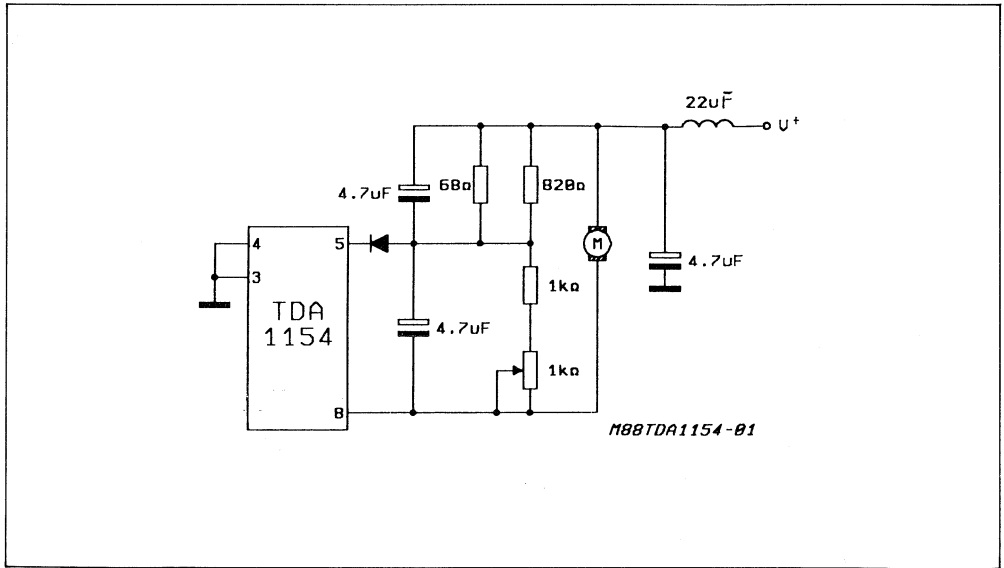 22uF
V+
4.7uF
68Ω
820Ω
M
4.7uF
4
5
3
1kΩ
TDA
1154
4.7uF
1kΩ
8
M88TDA1154-01